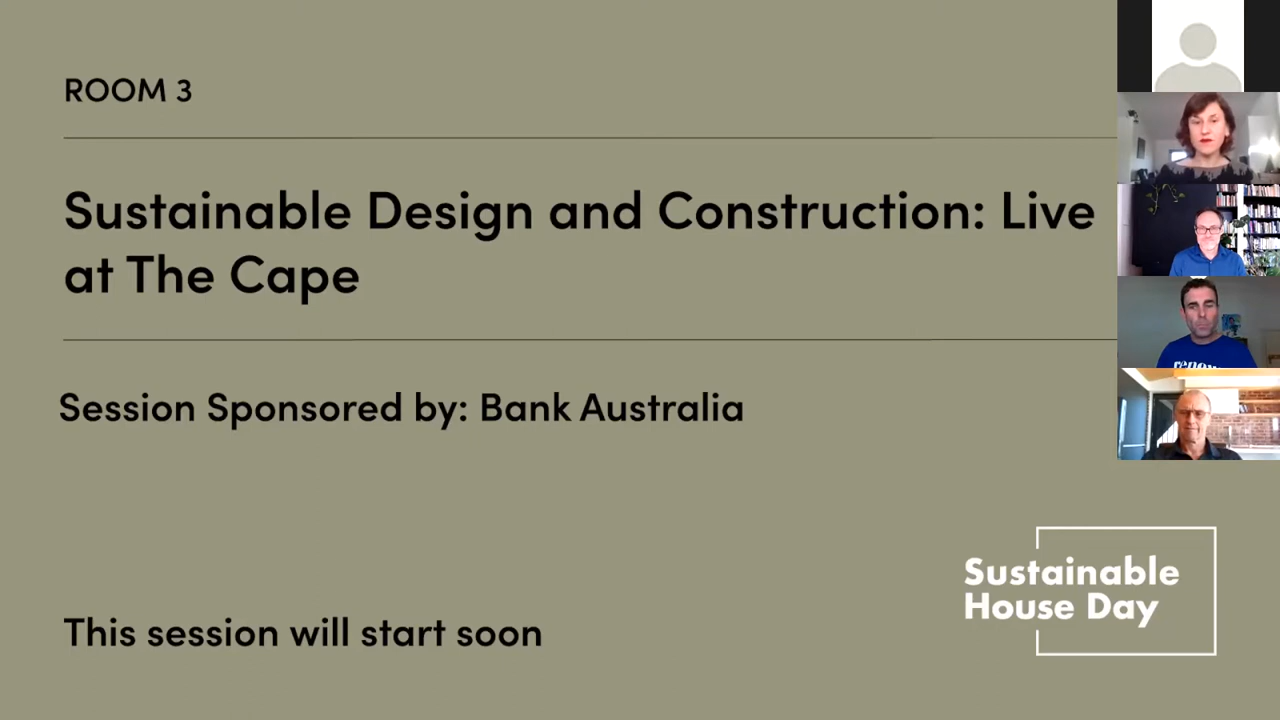 ROOM 3
Sustainable Design and Construction: Live
at The Cape
Session Sponsored by: Bank Australia
This session will start soon
Sustainable
House Day